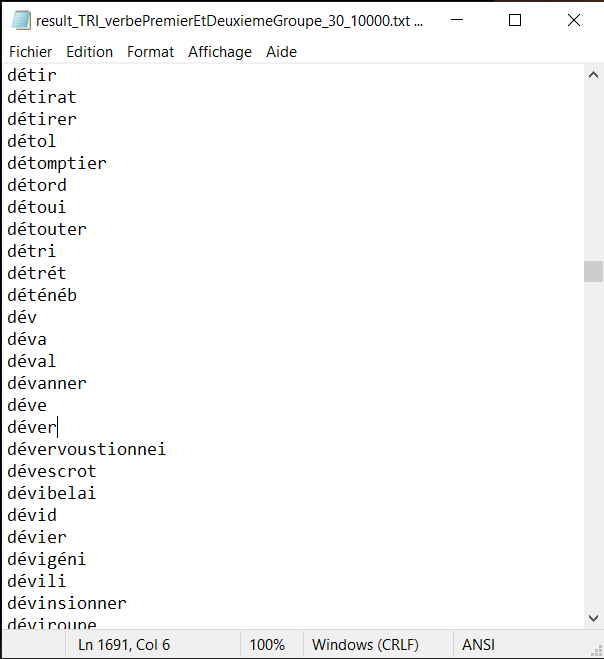 result_TRI_verbePremierEtDeuxiemeGroupe_30_10000.txt ...
Fichier Edition Format Affichage Aide
détir
détirat
détirer
détol
détomptier
détord
détoui
détouter
détri
détrét
déténéb
dév
déva
déval
dévanner
déve
déver
dévervoustionnei
dévescrot
dévibelai
dévid
dévier
dévigéni
dévili
dévinsionner
déviroupe
Ln 1691, Col 6 100% Windows (CRLF) ANSI